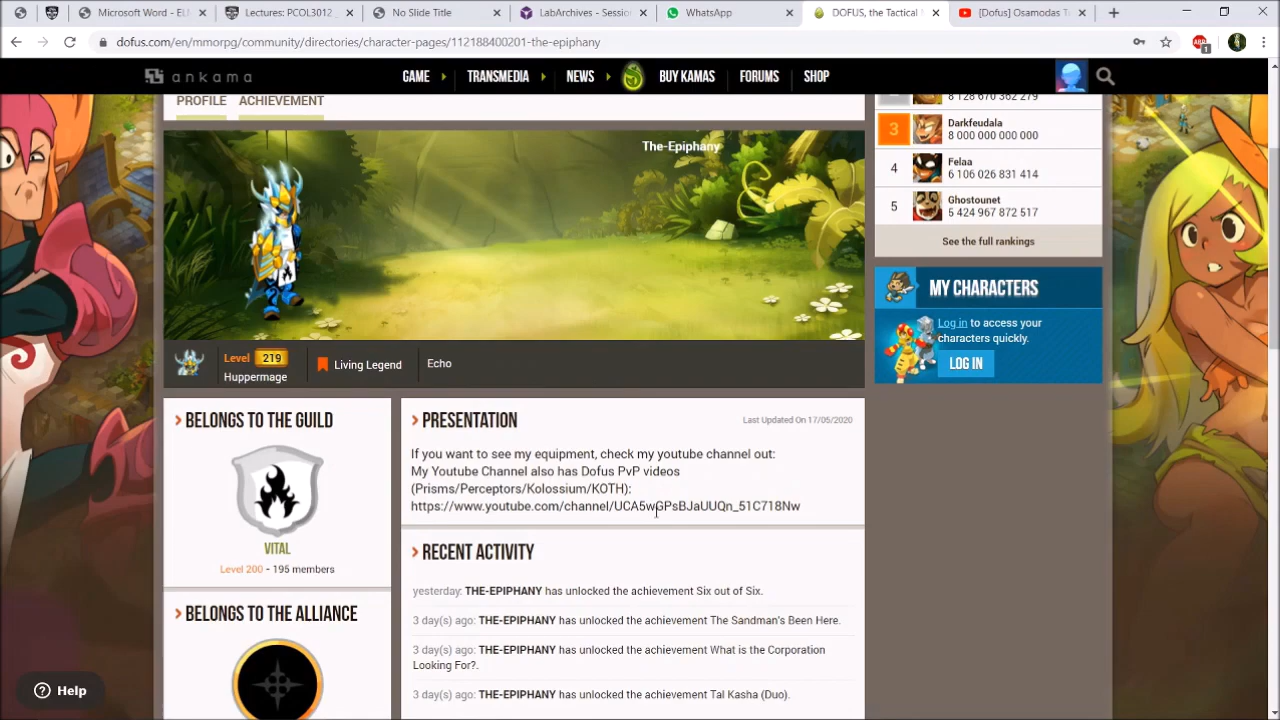 Microsoft Word - EL
Lectures: PCOL3012_
No Slide Title
LabArchives - Sessio
WhatsApp
DOFUS, the Tactical
[Dofus] Osamodas T
dofus.com/en/mmorpg/community/directories/character-pages/112188400201-the-epiphany
ABP
1
ankama
GAME
TRANSMEDIA
NEWS
BUY KAMAS
FORUMS
SHOP
PROFILE
ACHIEVEMENT
The-Epiphany
Level 219
Huppermage
Living Legend
Echo
BELONGS TO THE GUILD
VITAL
Level 200 - 195 members
BELONGS TO THE ALLIANCE
PRESENTATION
Last Updated On 17/05/2020
If you want to see my equipment, check my youtube channel out:
My Youtube Channel also has Dofus PvP videos
(Prisms/Perceptors/Kolossium/KOTH):
https://www.youtube.com/channel/UCA5wGPsBJaUUQn_51C718Nw
RECENT ACTIVITY
yesterday: THE-EPIPHANY has unlocked the achievement Six out of Six.
3 day(s) ago: THE-EPIPHANY has unlocked the achievement The Sandman's Been Here.
3 day(s) ago: THE-EPIPHANY has unlocked the achievement What is the Corporation
Looking For?.
3 day(s) ago: THE-EPIPHANY has unlocked the achievement Tal Kasha (Duo).
8 128 670 362 279
3
Darkfeudala
8 000 000 000 000
4
Felaa
6 106 026 831 414
5
Ghostounet
5 424 967 872 517
See the full rankings
MY CHARACTERS
Log in to access your
characters quickly.
LOG IN
Help